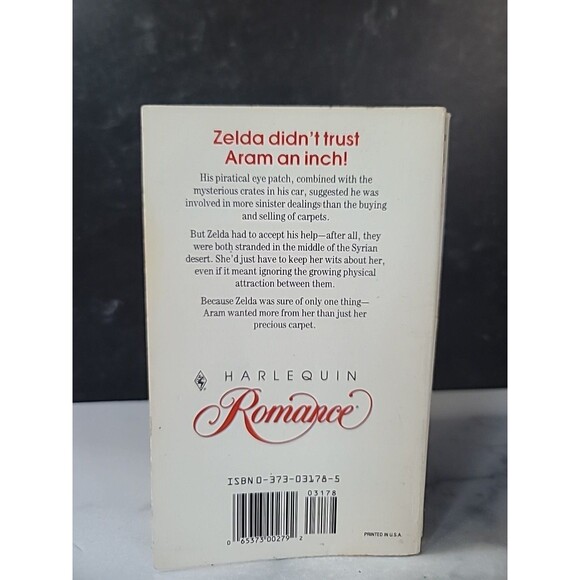 Zelda didn't trust
Aram an inch!
His piratical eye patch, combined with the
mysterious crates in his car, suggested he was
involved in more sinister dealings than the buying
and selling of carpets.
But Zelda had to accept his help—after all, they
were both stranded in the middle of the Syrian
desert. She'd just have to keep her wits about her,
even if it meant ignoring the growing physical
attraction between them.
Because Zelda was sure of only one thing—
Aram wanted more from her than just her
precious carpet.
HARLEQUIN
Romance
ISBN 0-373-03178-5
03178
0 65373 00279 2
PRINTED IN U.S.A.